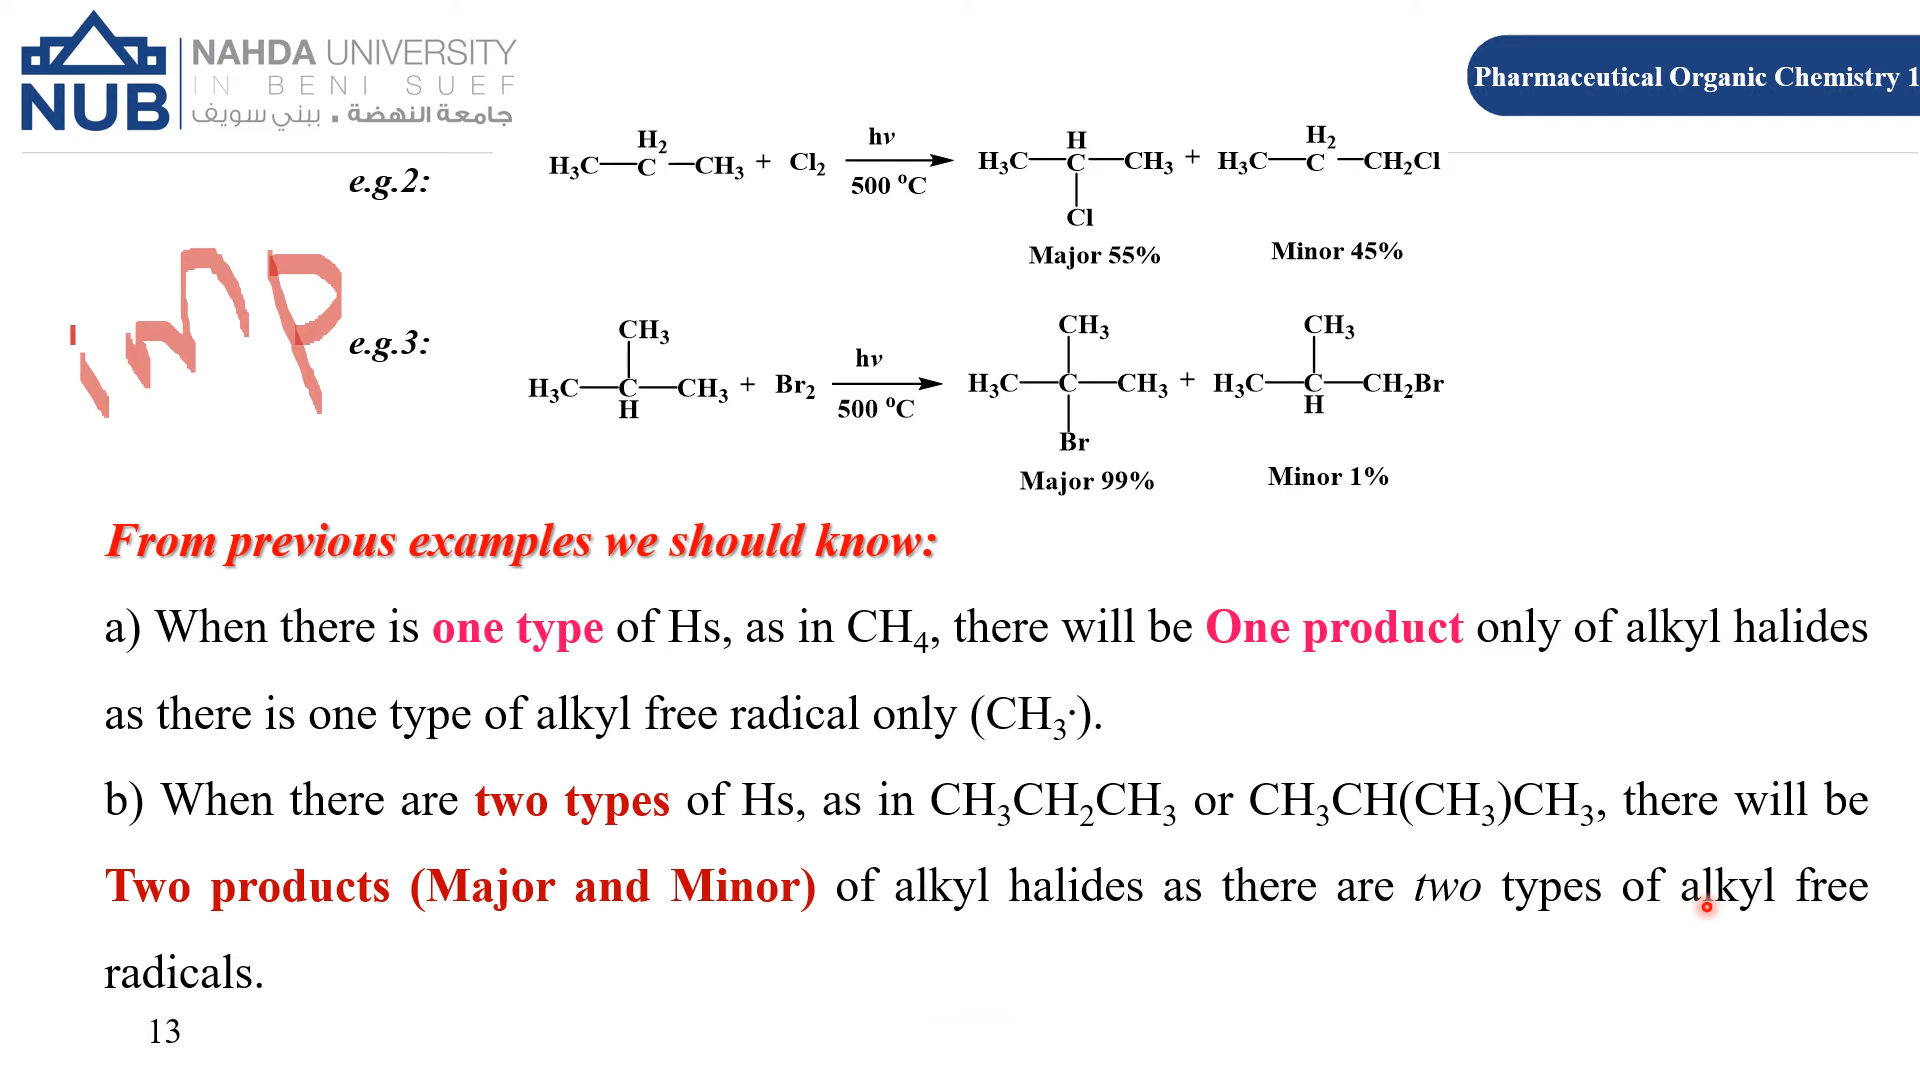 NAHDA UNIVERSITY
IN BENI SUEF
جامعة النهضة . ببني سويف
NUB
Pharmaceutical Organic Chemistry 1
e.g.2:
H₃C—CH₂—CH₃ + Cl₂ hν 500 °C H₃C—CH—CH₃ + H₃C—CH₂—CH₂Cl
Cl
Major 55% Minor 45%
imp
e.g.3:
CH₃ CH₃ CH₃
H₃C—C—CH₃ + Br₂ hν 500 °C H₃C—C—CH₃ + H₃C—C—CH₂Br
H Br H
Major 99% Minor 1%
From previous examples we should know:
a) When there is one type of Hs, as in CH₄, there will be One product only of alkyl halides
as there is one type of alkyl free radical only (CH₃·).
b) When there are two types of Hs, as in CH₃CH₂CH₃ or CH₃CH(CH₃)CH₃, there will be
Two products (Major and Minor) of alkyl halides as there are two types of alkyl free
radicals.
13